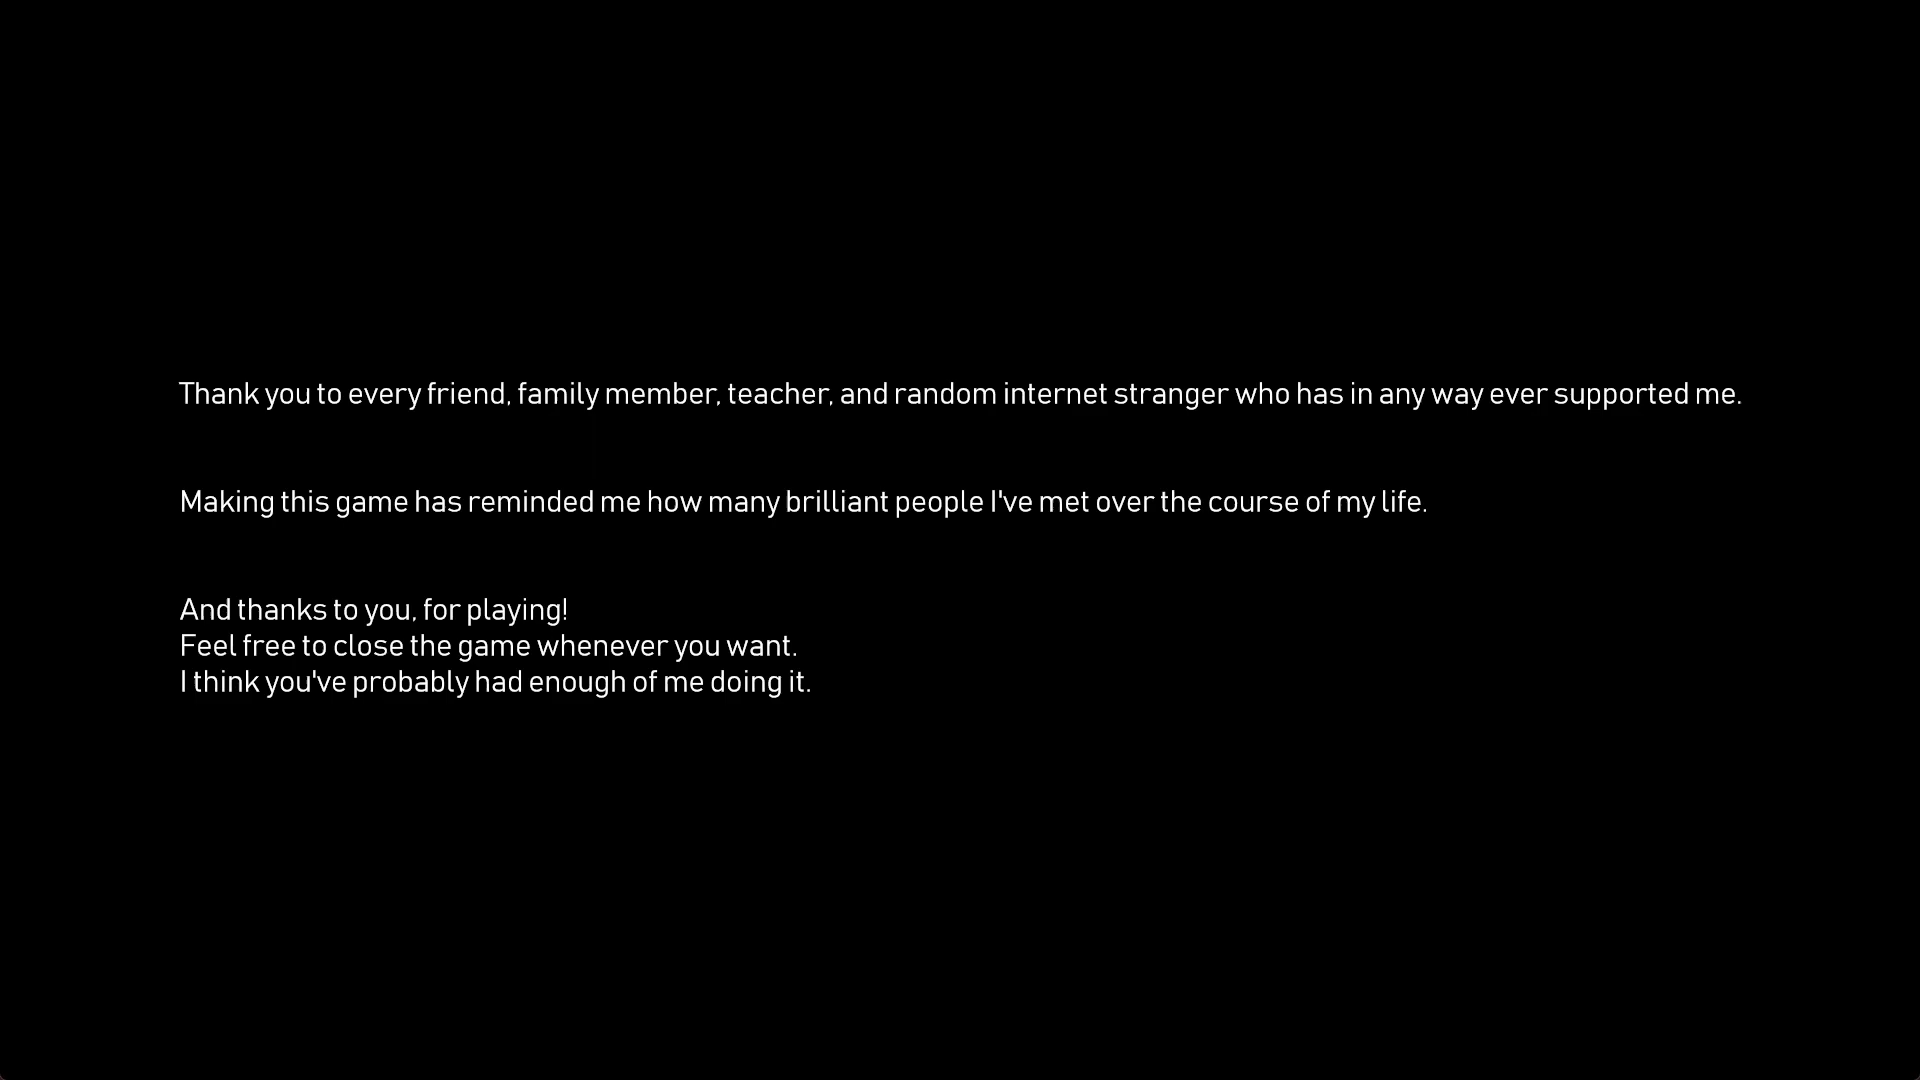 Thank you to every friend, family member, teacher, and random internet stranger who has in any way ever supported me.
Making this game has reminded me how many brilliant people I've met over the course of my life.
And thanks to you, for playing!
Feel free to close the game whenever you want.
I think you've probably had enough of me doing it.